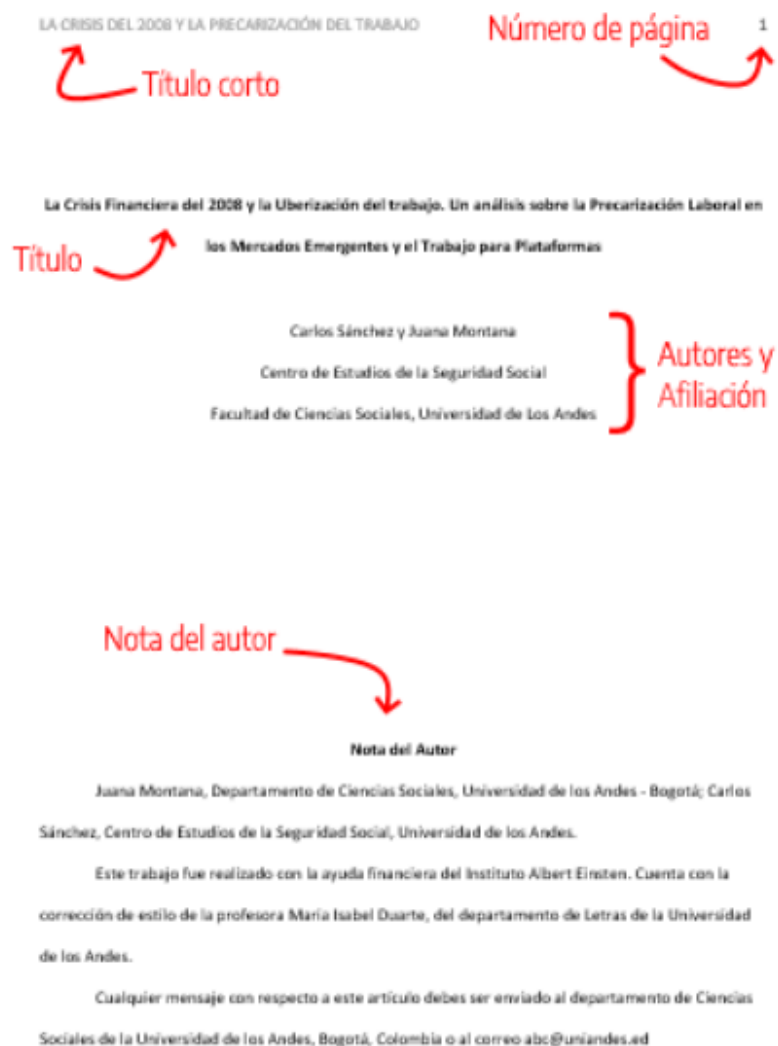 LA CRISIS DEL 2008 Y LA PRECARIZACIÓN DEL TRABAJO
Número de página
1
Título corto
La Crisis Financiera del 2008 y la Uberización del trabajo. Un análisis sobre la Precarización Laboral en
los Mercados Emergentes y el Trabajo para Plataformas
Título
Carlos Sánchez y Juana Montana
Centro de Estudios de la Seguridad Social
Facultad de Ciencias Sociales, Universidad de Los Andes
Autores y
Afiliación
Nota del autor
Nota del Autor
Juana Montana, Departamento de Ciencias Sociales, Universidad de los Andes - Bogotá; Carlos
Sánchez, Centro de Estudios de la Seguridad Social, Universidad de los Andes.
Este trabajo fue realizado con la ayuda financiera del Instituto Albert Einsten. Cuenta con la
corrección de estilo de la profesora María Isabel Duarte, del departamento de Letras de la Universidad
de los Andes.
Cualquier mensaje con respecto a este artículo debes ser enviado al departamento de Ciencias
Sociales de la Universidad de los Andes, Bogotá, Colombia o al correo abc@uniandes.ed